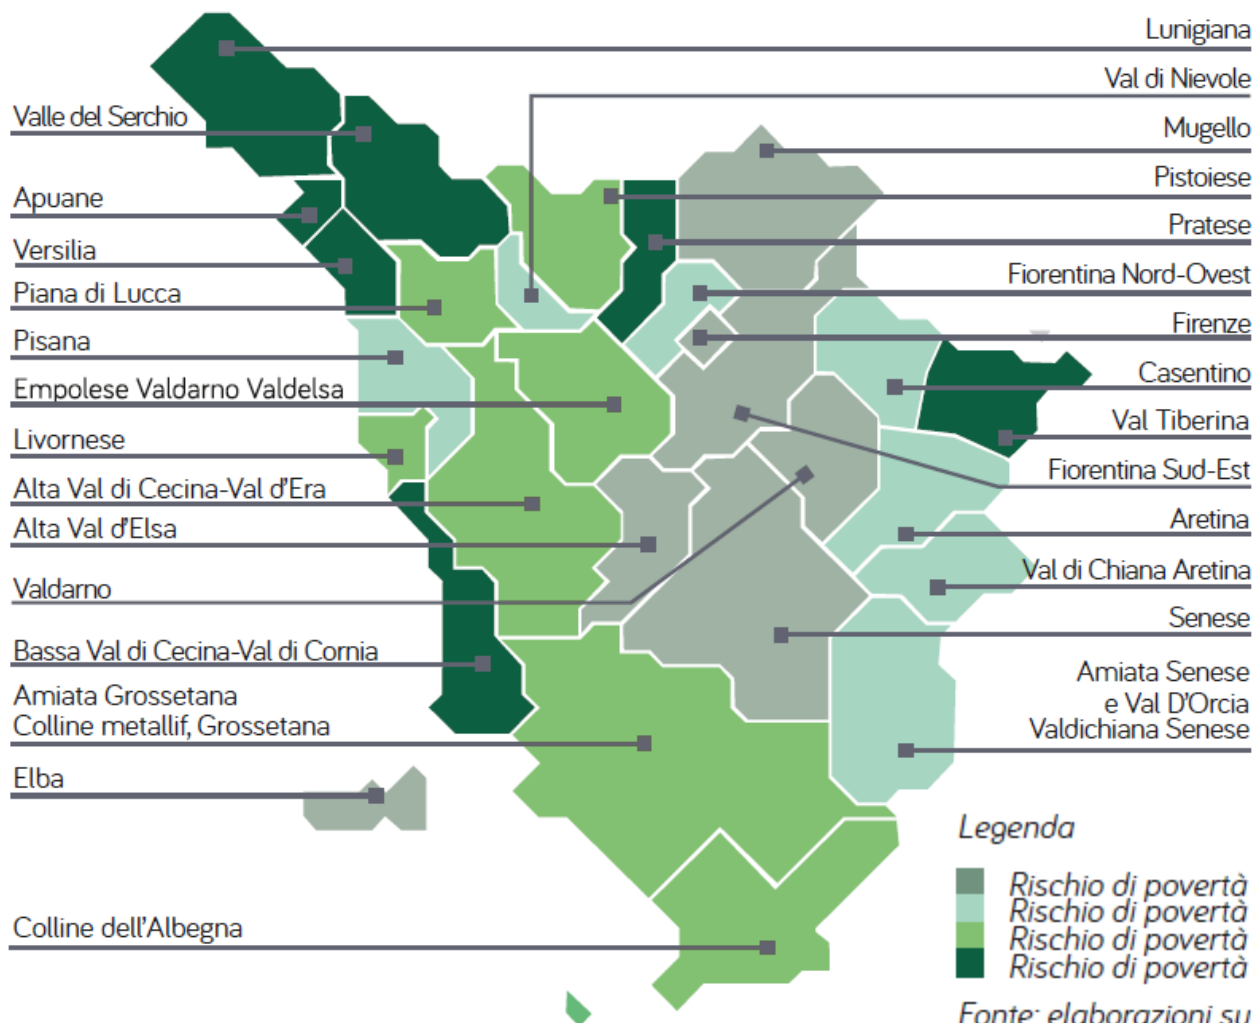 Lunigiana
Val di Nievole
Valle del Serchio
Mugello
Pistoiese
Apuane
Pratese
Versilia
Fiorentina Nord-Ovest
Piana di Lucca
Firenze
Pisana
Casentino
Empolese Valdarno Valdelsa
Val Tiberina
Livornese
Fiorentina Sud-Est
Alta Val di Cecina-Val d'Era
Aretina
Alta Val d'Elsa
Val di Chiana Aretina
Valdarno
Senese
Bassa Val di Cecina-Val di Cornia
Amiata Senese
e Val D'Orcia
Valdichiana Senese
Amiata Grossetana
Colline metallif, Grossetana
Elba
Colline dell'Albegna
Legenda
Rischio di povertà
Rischio di povertà
Rischio di povertà
Rischio di povertà
Fonte: elaborazioni su